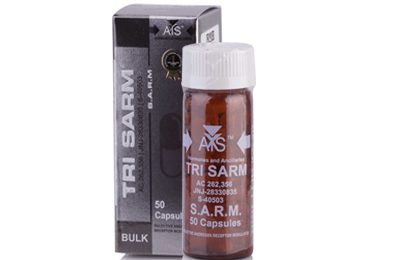 AIS
S.A.R.M
TRI SARM
50
Capsules
BULK
AIS™
Hormones and Ancillaries
TRI SARM
AC 262,356
JNJ-28330835
S-40503
S.A.R.M.
50 CAPSULES